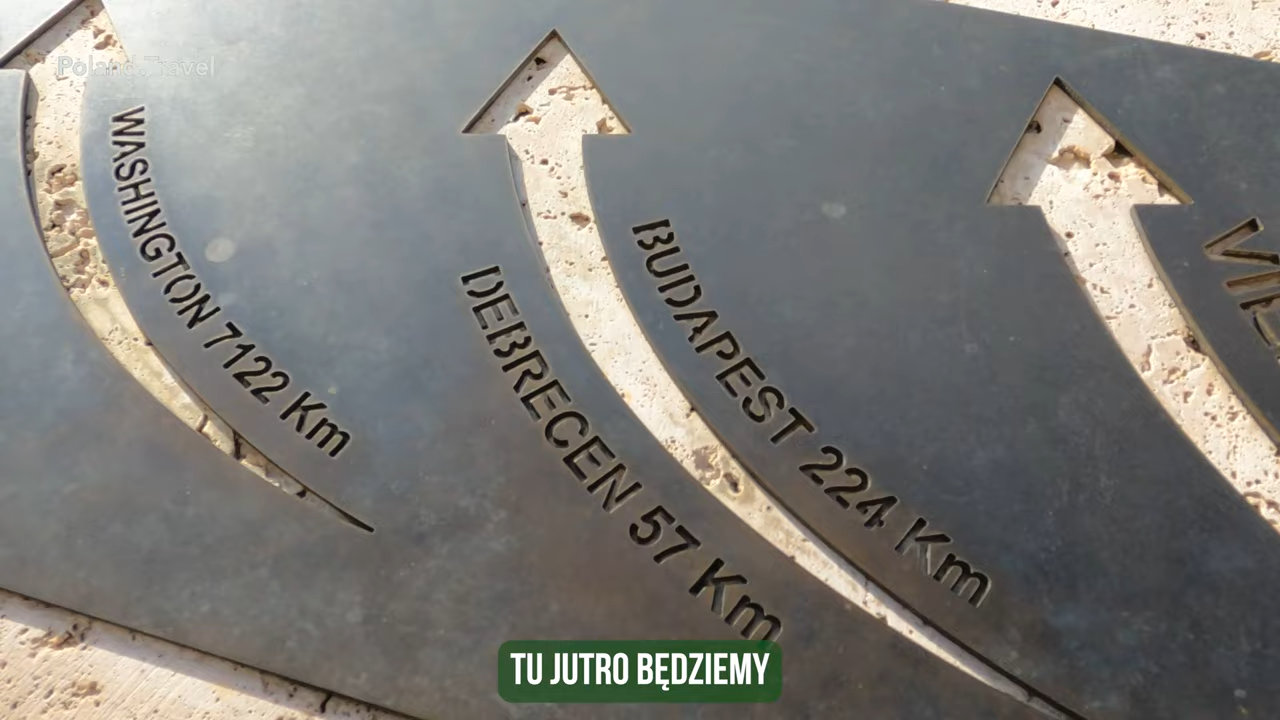 Poland.Travel
WASHINGTON 7122 Km
DEBRECEN 57 Km
BUDAPEST 224 Km
TU JUTRO BĘDZIEMY